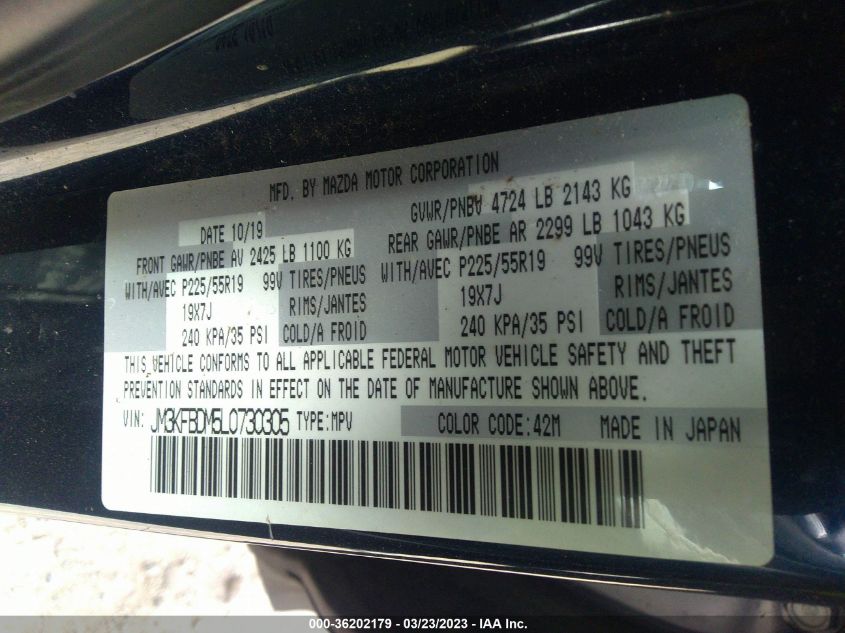 MFD. BY MAZDA MOTOR CORPORATION
DATE 10/19 GVWR/PNBV 4724 LB 2143 KG
FRONT GAWR/PNBE AV 2425 LB 1100 KG REAR GAWR/PNBE AR 2299 LB 1043 KG
WITH/AVEC P225/55R19 99V TIRES/PNEUS WITH/AVEC P225/55R19 99V TIRES/PNEUS
19X7J RIMS/JANTES 19X7J RIMS/JANTES
240 KPA/35 PSI COLD/A FROID 240 KPA/35 PSI COLD/A FROID
THIS VEHICLE CONFORMS TO ALL APPLICABLE FEDERAL MOTOR VEHICLE SAFETY AND THEFT
PREVENTION STANDARDS IN EFFECT ON THE DATE OF MANUFACTURE SHOWN ABOVE.
VIN: JM3KFBDM5L0730305 TYPE:MPV COLOR CODE:42M MADE IN JAPAN
000-36202179 - 03/23/2023 - © IAA Inc.